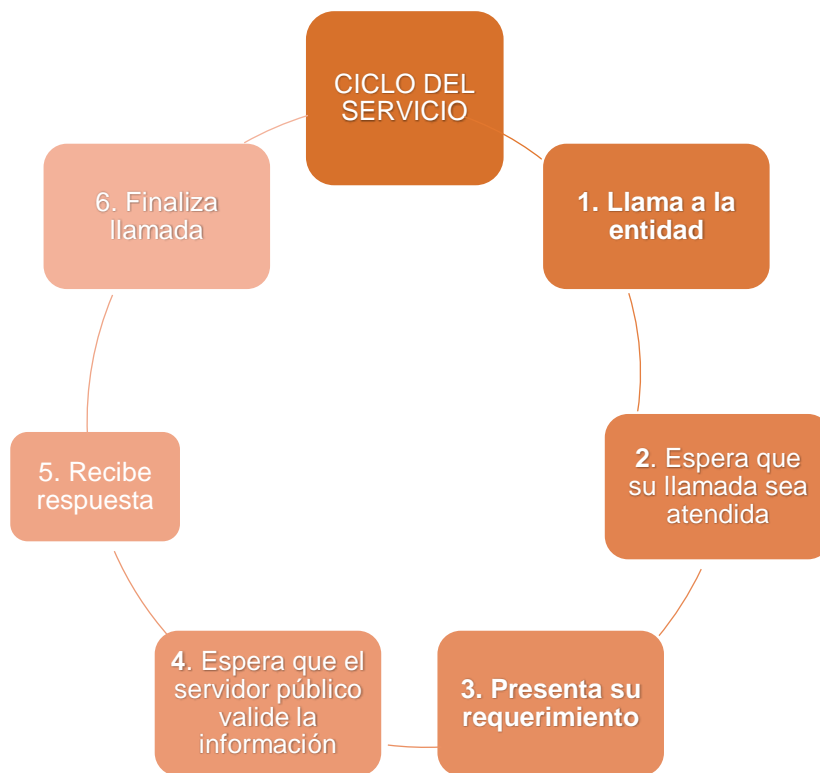 CICLO DEL
SERVICIO
1. Llama a la
entidad
2. Espera que
su llamada sea
atendida
3. Presenta su
requerimiento
4. Espera que el
servidor público
valide la
información
5. Recibe
respuesta
6. Finaliza
llamada